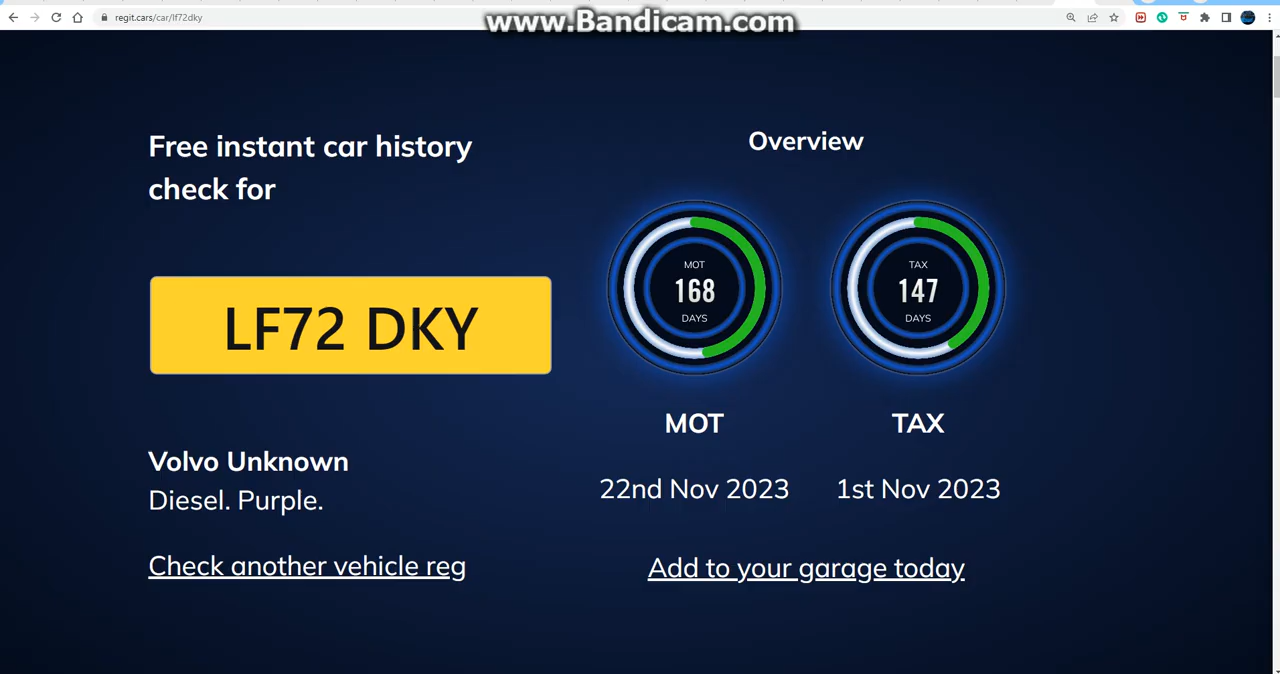 www.Bandicam.com
regit.cars/car/lf72dky
Free instant car history
check for
LF72 DKY
Volvo Unknown
Diesel. Purple.
Check another vehicle reg
Overview
MOT
168
DAYS
TAX
147
DAYS
MOT
TAX
22nd Nov 2023
1st Nov 2023
Add to your garage today